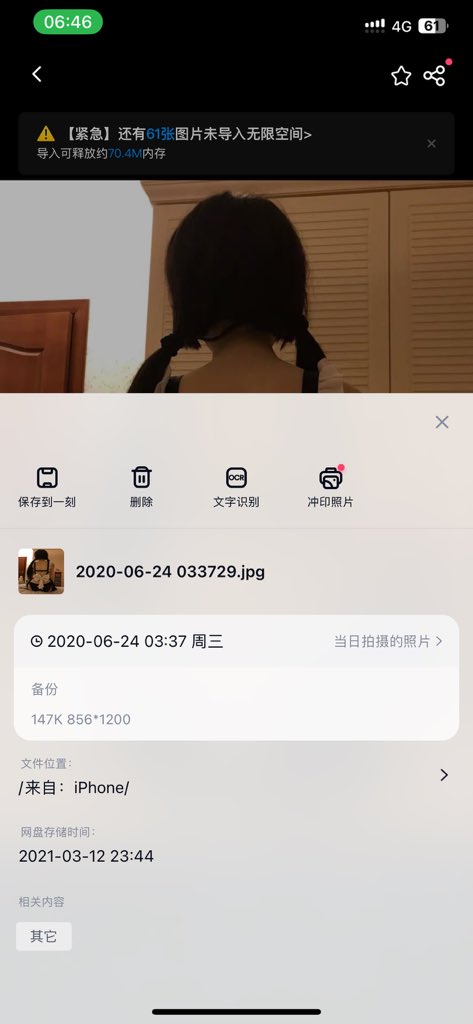 06:46
4G 61
【紧急】还有61张图片未导入无限空间>
导入可释放约70.4M内存
保存到一刻
删除
OCR
文字识别
冲印照片
2020-06-24 033729.jpg
2020-06-24 03:37 周三
当日拍摄的照片 >
备份
147K 856*1200
文件位置:
/来自：iPhone/
网盘存储时间:
2021-03-12 23:44
相关内容
其它